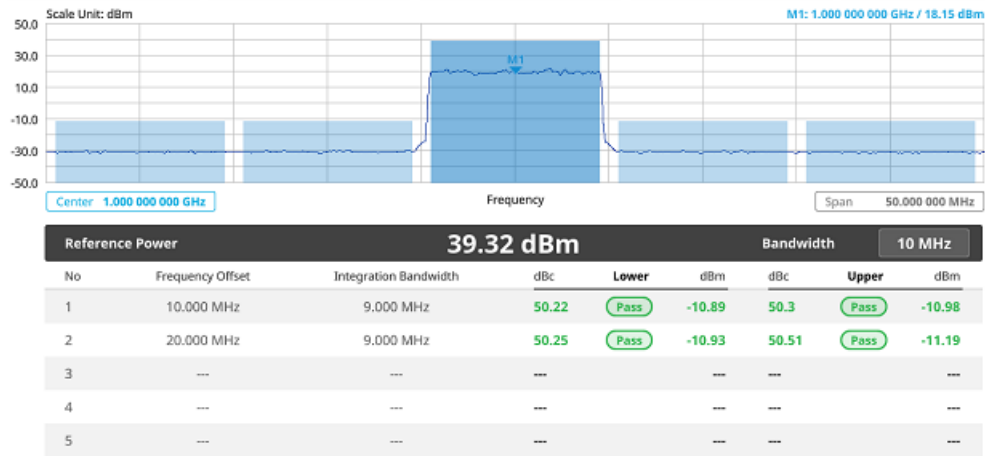 Scale Unit: dBm M1: 1.000 000 000 GHz / 18.15 dBm
50.0
30.0
M1
10.0
-10.0
-30.0
-50.0
Center 1.000 000 000 GHz Frequency Span 50.000 000 MHz
Reference Power 39.32 dBm Bandwidth 10 MHz
No Frequency Offset Integration Bandwidth dBc Lower dBm dBc Upper dBm
1 10.000 MHz 9.000 MHz 50.22 Pass -10.89 50.3 Pass -10.98
2 20.000 MHz 9.000 MHz 50.25 Pass -10.93 50.51 Pass -11.19
3 --- --- --- --- --- ---
4 --- --- --- --- --- ---
5 --- --- --- --- --- ---